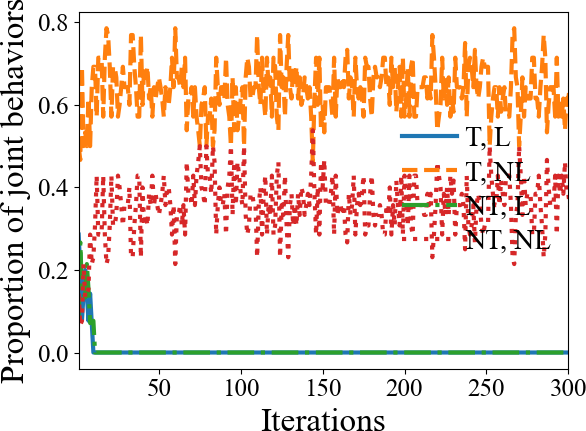 Proportion of joint behaviors
0.8
0.6
0.4
0.2
0.0
T, L
T, NL
NT, L
NT, NL
50
100
150
200
250
300
Iterations